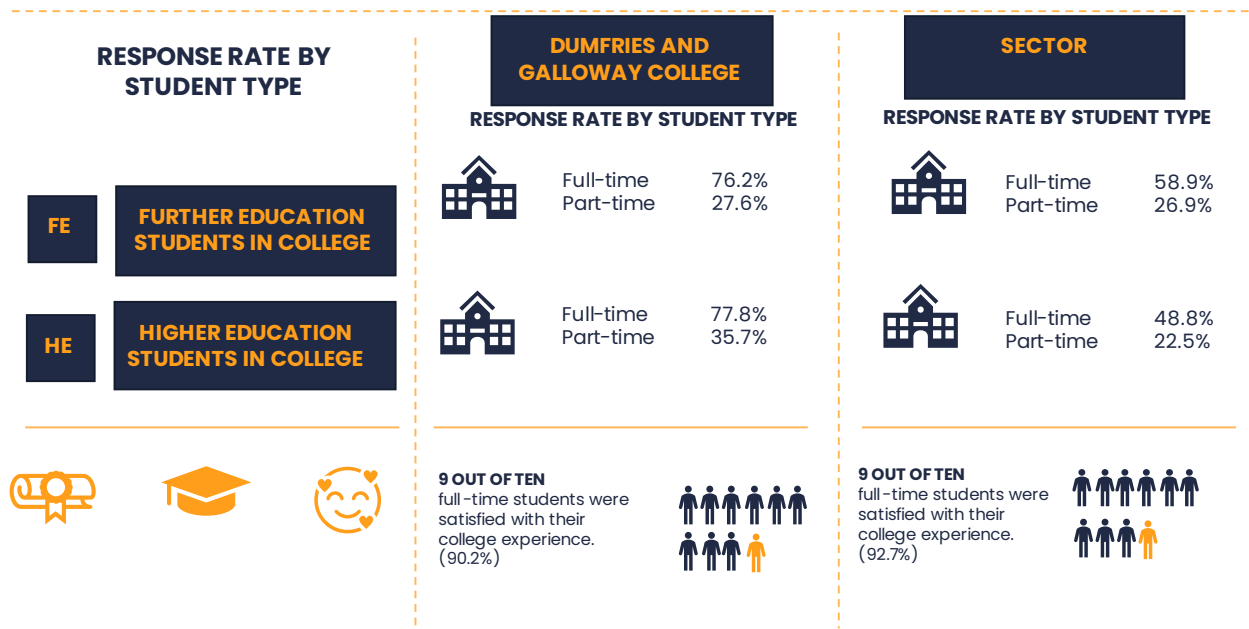 RESPONSE RATE BY
STUDENT TYPE
FE
FURTHER EDUCATION
STUDENTS IN COLLEGE
HE
HIGHER EDUCATION
STUDENTS IN COLLEGE
DUMFRIES AND
GALLOWAY COLLEGE
RESPONSE RATE BY STUDENT TYPE
Full-time 76.2%
Part-time 27.6%
Full-time 77.8%
Part-time 35.7%
9 OUT OF TEN
full-time students were
satisfied with their
college experience.
(90.2%)
SECTOR
RESPONSE RATE BY STUDENT TYPE
Full-time 58.9%
Part-time 26.9%
Full-time 48.8%
Part-time 22.5%
9 OUT OF TEN
full-time students were
satisfied with their
college experience.
(92.7%)